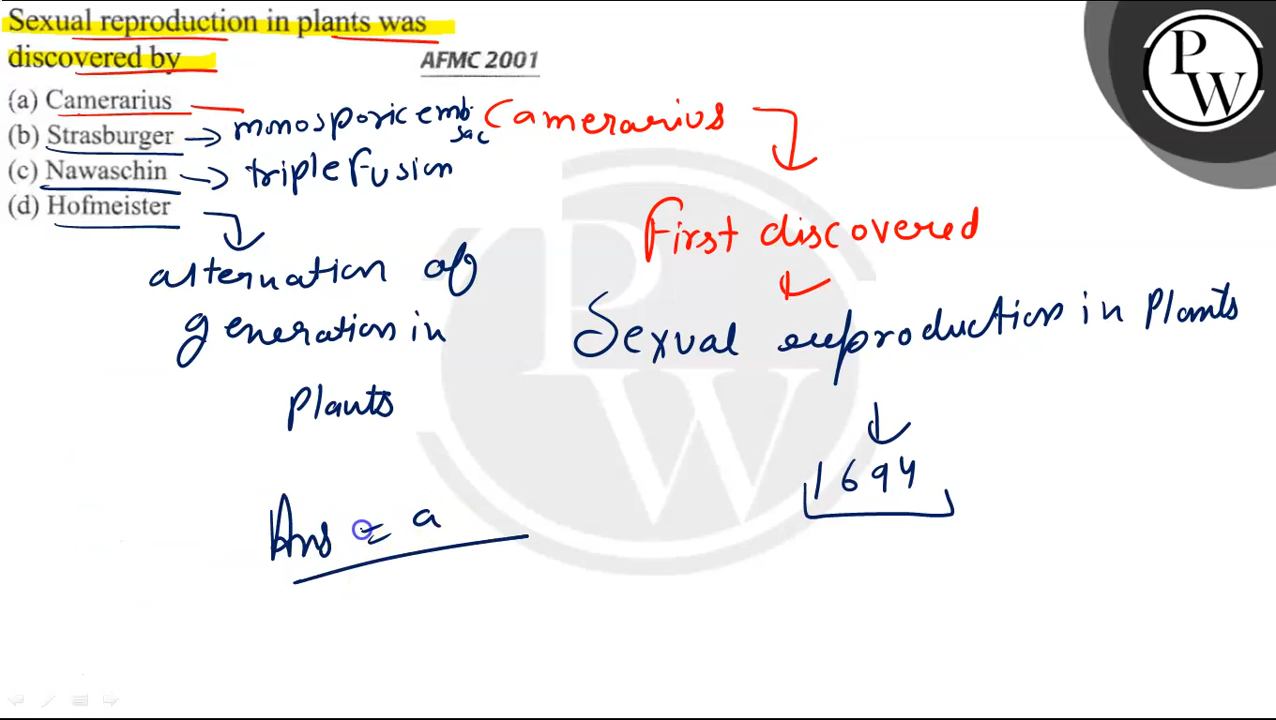 Sexual reproduction in plants was
discovered by AFMC 2001
(a) Camerarius
(b) Strasburger → monosporic emb. sac
(c) Nawaschin → triple fusion
(d) Hofmeister
alternation of
generation in
plants
Camerarius
First discovered
Sexual reproduction in Plants
1694
Ans = a
P
W
P
W